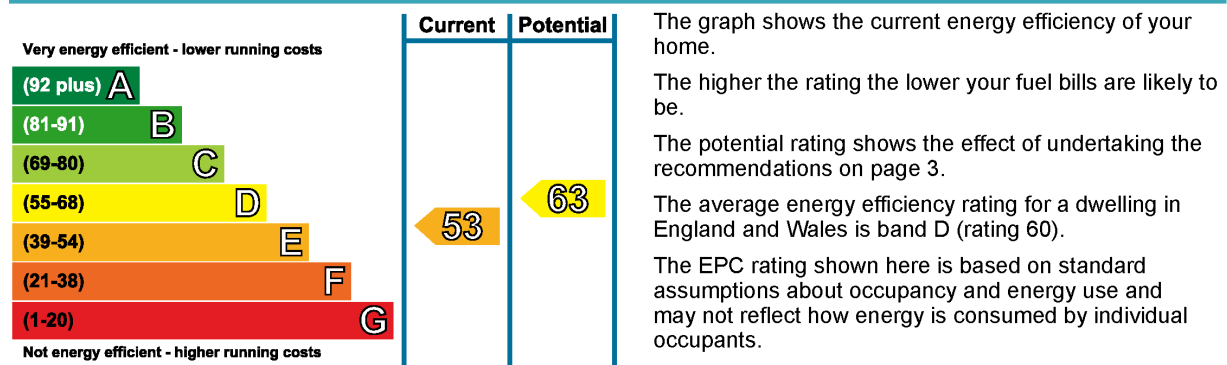 Very energy efficient - lower running costs
(92 plus) A
(81-91) B
(69-80) C
(55-68) D
(39-54) E
(21-38) F
(1-20) G
Not energy efficient - higher running costs
Current
53
Potential
63
The graph shows the current energy efficiency of your
home.
The higher the rating the lower your fuel bills are likely to
be.
The potential rating shows the effect of undertaking the
recommendations on page 3.
The average energy efficiency rating for a dwelling in
England and Wales is band D (rating 60).
The EPC rating shown here is based on standard
assumptions about occupancy and energy use and
may not reflect how energy is consumed by individual
occupants.